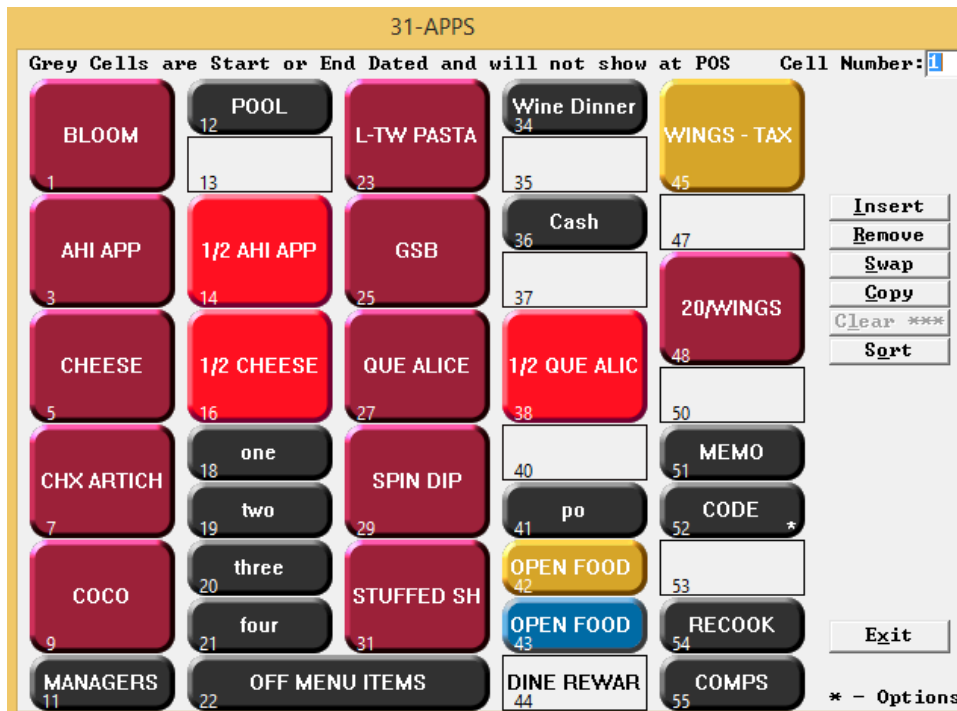 31-APPS
Grey Cells are Start or End Dated and will not show at POS Cell Number: 1
BLOOM
1
POOL
12
13
L-TW PASTA
23
Wine Dinner
34
35
WINGS - TAX
45
AHI APP
3
1/2 AHI APP
14
GSB
25
Cash
36
37
47
20/WINGS
48
CHEESE
5
1/2 CHEESE
16
QUE ALICE
27
1/2 QUE ALIC
38
50
CHX ARTICH
7
one
18
two
19
SPIN DIP
29
40
po
41
MEMO
51
CODE
*
52
COCO
9
three
20
four
21
STUFFED SH
31
OPEN FOOD
42
OPEN FOOD
43
53
RECOOK
54
MANAGERS
11
OFF MENU ITEMS
22
DINE REWAR
44
COMPS
55
Insert
Remove
Swap
Copy
Clear ***
Sort
Exit
* - Options